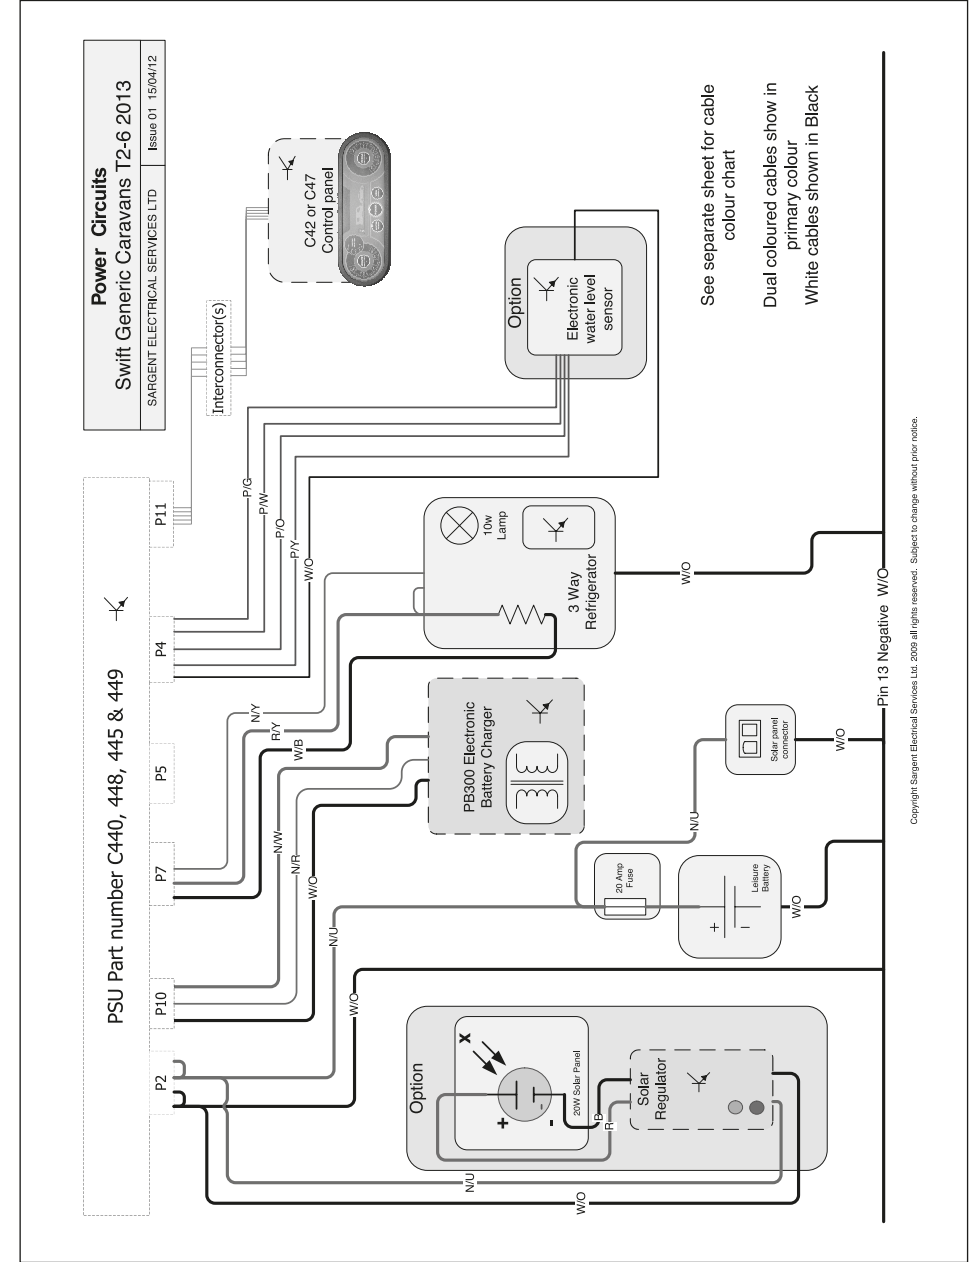 Power Circuits
Swift Generic Caravans T2-6 2013
SARGENT ELECTRICAL SERVICES LTD
Issue 01 15/04/12
PSU Part number C440, 448, 445 & 449
P2
P10
P7
P5
P4
P11
Interconnector(s)
C42 or C47
Control panel
P/G
P/W
P/O
P/Y
W/O
N/Y
R/Y
W/B
N/W
N/R
W/O
N/U
W/O
Option
Electronic
water level
sensor
10w
Lamp
3 Way
Refrigerator
W/O
PB300 Electronic
Battery Charger
Solar panel
connector
W/O
N/U
20 Amp
Fuse
Leisure
Battery
+
-
W/O
Option
X
+
-
-
20W Solar Panel
B
R
Solar
Regulator
N/U
W/O
See separate sheet for cable
colour chart
Dual coloured cables show in
primary colour
White cables shown in Black
Pin 13 Negative W/O
Copyright Sargent Electrical Services Ltd. 2009 all rights reserved. Subject to change without prior notice.